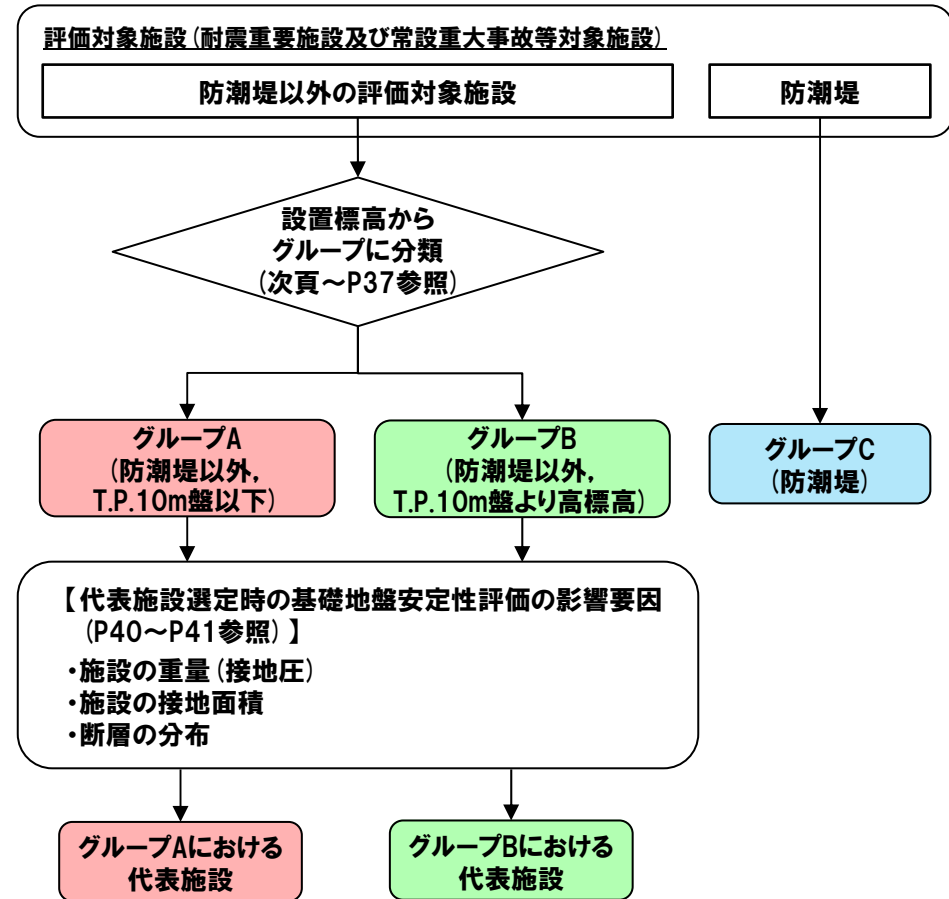 評価対象施設(耐震重要施設及び常設重大事故等対象施設)
防潮堤以外の評価対象施設
防潮堤
設置標高から
グループに分類
(次頁～P37参照)
グループA
(防潮堤以外,
T.P.10m盤以下)
グループB
(防潮堤以外,
T.P.10m盤より高標高)
グループC
(防潮堤)
【代表施設選定時の基礎地盤安定性評価の影響要因
(P40～P41参照)】
・施設の重量(接地圧)
・施設の接地面積
・断層の分布
グループAにおける
代表施設
グループBにおける
代表施設